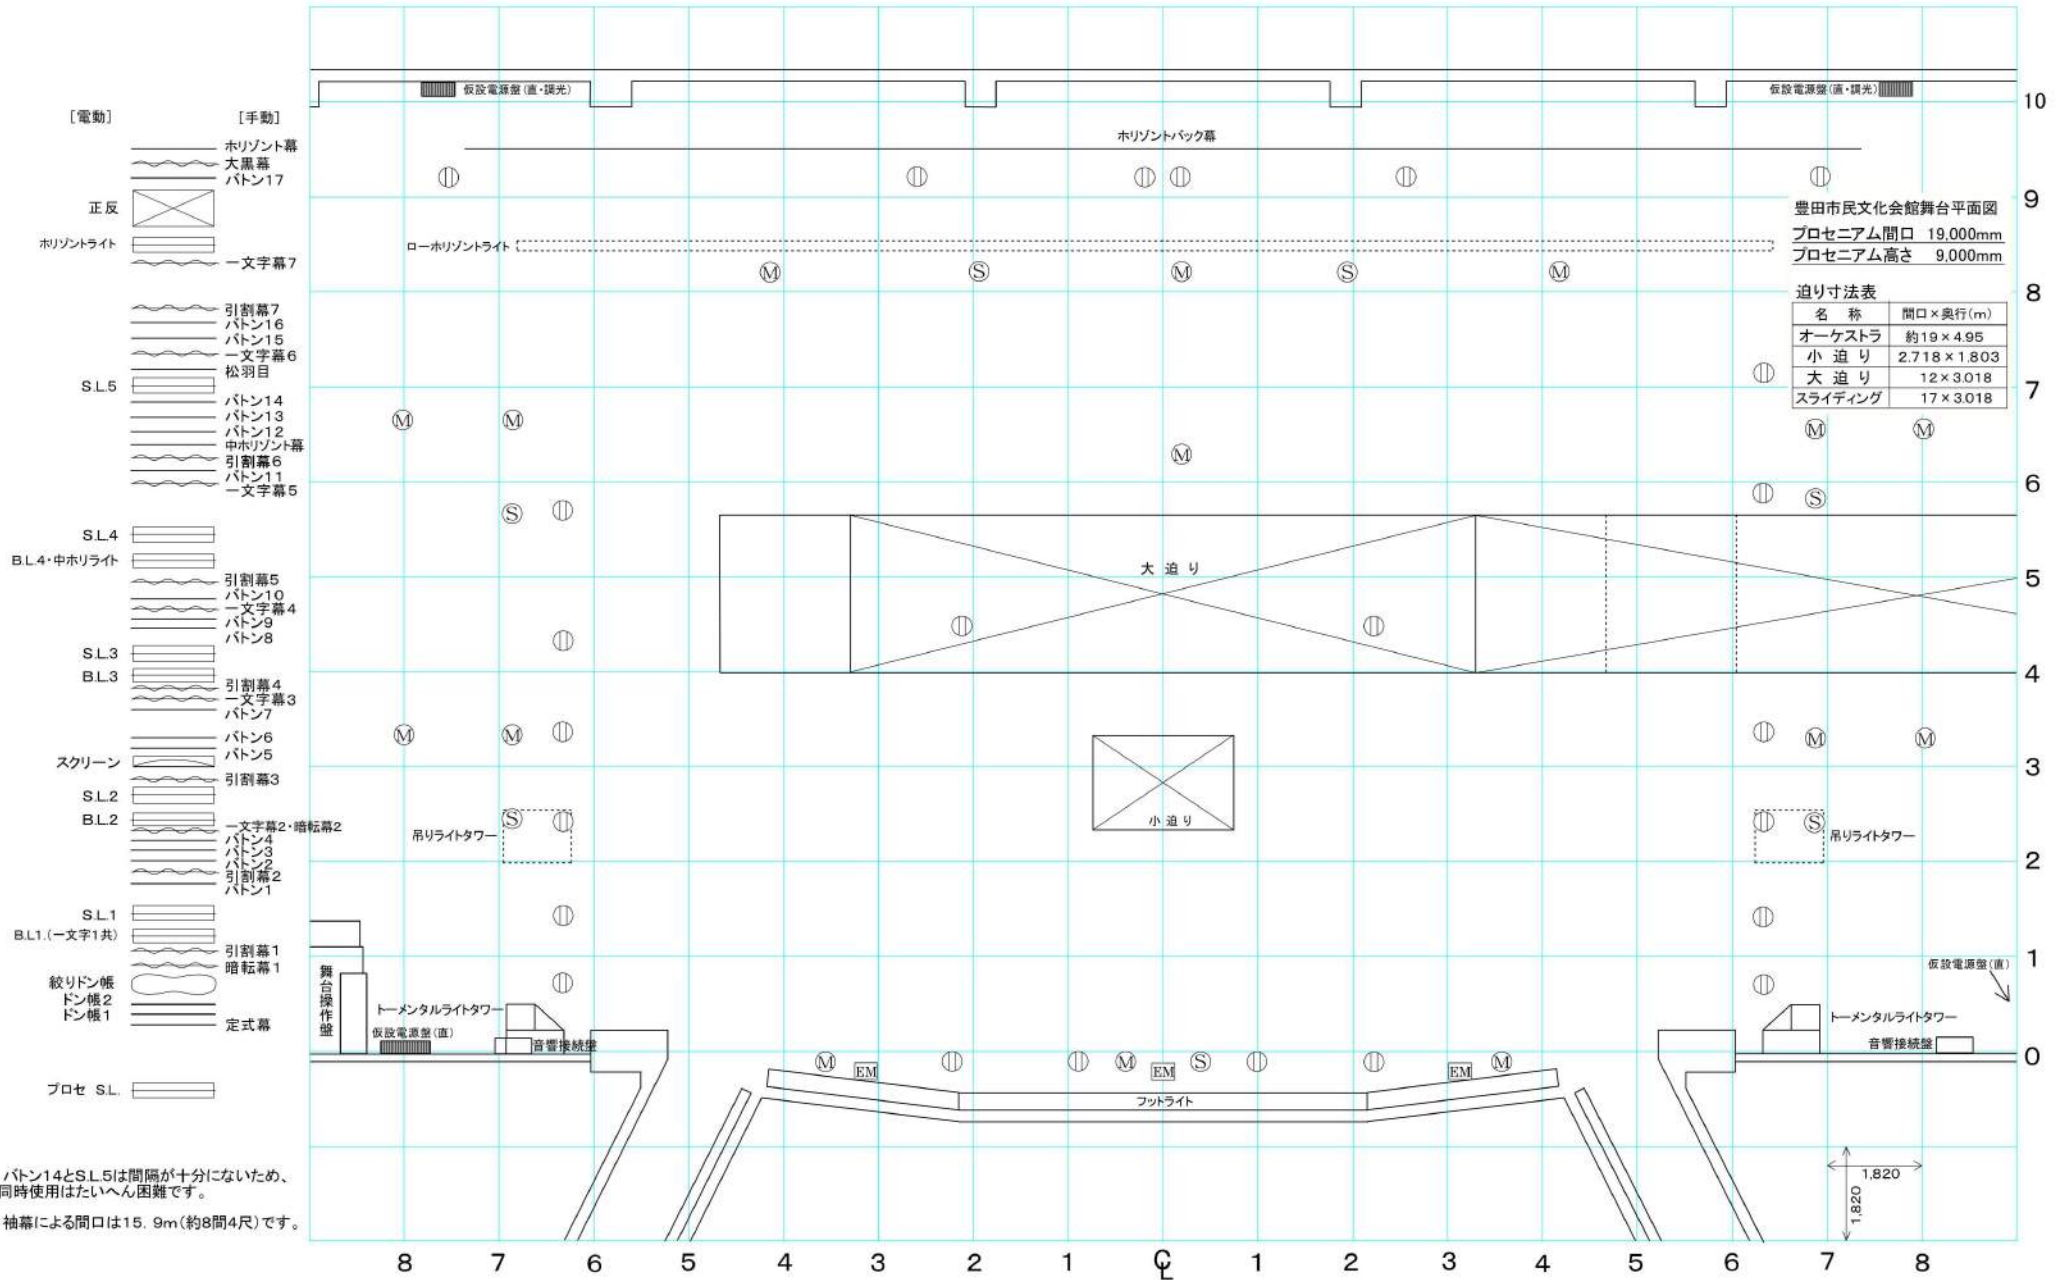 [電動]
[手動]
ホリゾント幕
大黒幕
バトン17
正反
ホリゾントライト
一文字幕7
引割幕7
バトン16
バトン15
一文字幕6
松羽目
S.L.5
バトン14
バトン13
バトン12
中ホリゾント幕
引割幕6
バトン11
一文字幕5
S.L.4
B.L.4・中ホリライト
引割幕5
バトン10
一文字幕4
バトン9
バトン8
S.L.3
B.L.3
引割幕4
一文字幕3
バトン7
バトン6
バトン5
スクリーン
引割幕3
S.L.2
B.L.2
一文字幕2・暗転幕2
バトン4
バトン3
バトン2
引割幕2
バトン1
S.L.1
B.L1.(一文字1共)
引割幕1
暗転幕1
絞りドン帳
ドン帳2
ドン帳1
定式幕
プロセ S.L.
バトン14とS.L.5は間隔が十分にないため、
同時使用はたいへん困難です。
袖幕による間口は15.9m(約8間4尺)です。
仮設電源盤(直・調光)
仮設電源盤(直・調光)
ホリゾントバック幕
ローホリゾントライト
M S M S M
M M
M M
M
S
S
大 迫り
M M
M M
小 迫り
S
吊りライトタワー
S
吊りライトタワー
舞台操作盤
トーメンタルライトタワー
仮設電源盤(直)
音響接続盤
仮設電源盤(直)
トーメンタルライトタワー
音響接続盤
M EM M EM S EM M
フットライト
豊田市民文化会館舞台平面図
プロセニアム間口 19,000mm
プロセニアム高さ 9,000mm
迫り寸法表
名 称 間口×奥行(m)
オーケストラ 約19×4.95
小 迫 り 2.718×1.803
大 迫 り 12×3.018
スライディング 17×3.018
10
9
8
7
6
5
4
3
2
1
0
1,820
1,820
8 7 6 5 4 3 2 1 CL 1 2 3 4 5 6 7 8